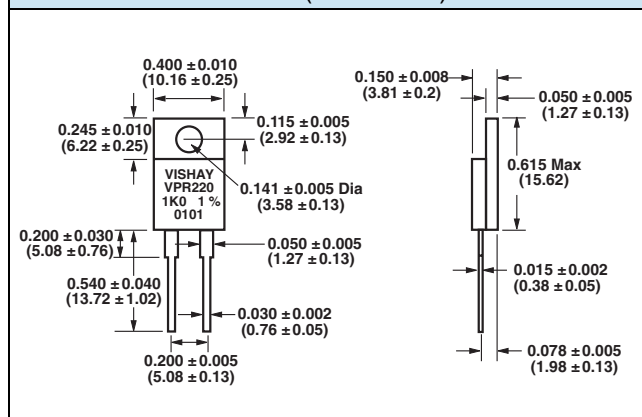 0.400 ± 0.010
(10.16 ± 0.25)
0.245 ± 0.010
(6.22 ± 0.25)
0.115 ± 0.005
(2.92 ± 0.13)
VISHAY
VPR220
1K0 1 %
0101
0.141 ± 0.005 Dia
(3.58 ± 0.13)
0.200 ± 0.030
(5.08 ± 0.76)
0.050 ± 0.005
(1.27 ± 0.13)
0.540 ± 0.040
(13.72 ± 1.02)
0.030 ± 0.002
(0.76 ± 0.05)
0.200 ± 0.005
(5.08 ± 0.13)
0.150 ± 0.008
(3.81 ± 0.2)
0.050 ± 0.005
(1.27 ± 0.13)
0.615 Max
(15.62)
0.015 ± 0.002
(0.38 ± 0.05)
0.078 ± 0.005
(1.98 ± 0.13)